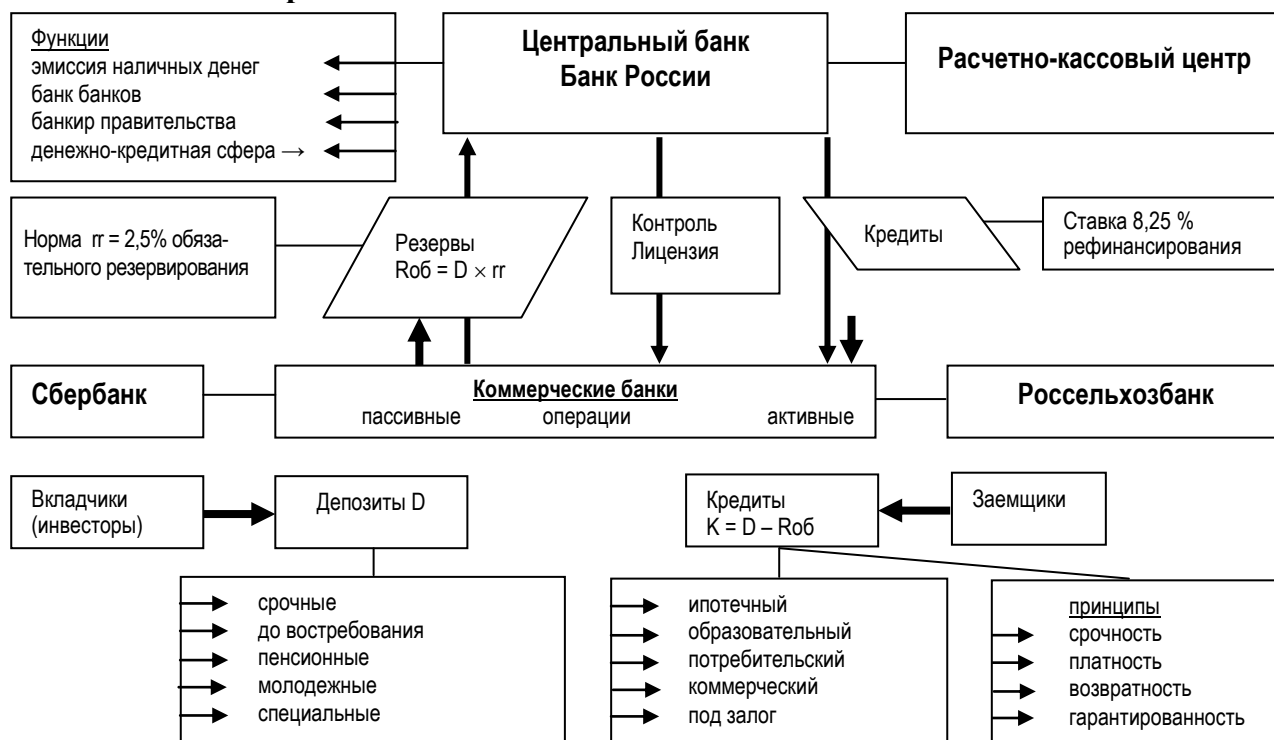 Функции
эмиссия наличных денег
банк банков
банкир правительства
денежно-кредитная сфера →
Центральный банк
Банк России
Расчетно-кассовый центр
Норма rr = 2,5% обяза-
тельного резервирования
Резервы
Rоб = D × rr
Контроль
Лицензия
Кредиты
Ставка 8,25 %
рефинансирования
Сбербанк
Коммерческие банки
пассивные операции активные
Россельхозбанк
Вкладчики
(инвесторы)
Депозиты D
Кредиты
K = D – Rоб
Заемщики
срочные
до востребования
пенсионные
молодежные
специальные
ипотечный
образовательный
потребительский
коммерческий
под залог
принципы
срочность
платность
возвратность
гарантированность